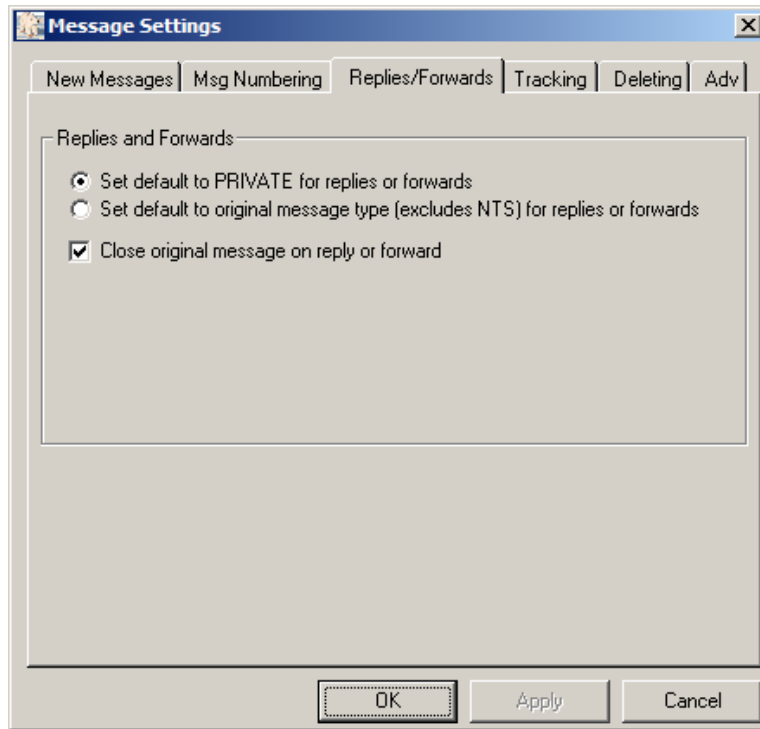 Message Settings
New Messages Msg Numbering Replies/Forwards Tracking Deleting Adv
Replies and Forwards
Set default to PRIVATE for replies or forwards
Set default to original message type (excludes NTS) for replies or forwards
Close original message on reply or forward
OK Apply Cancel